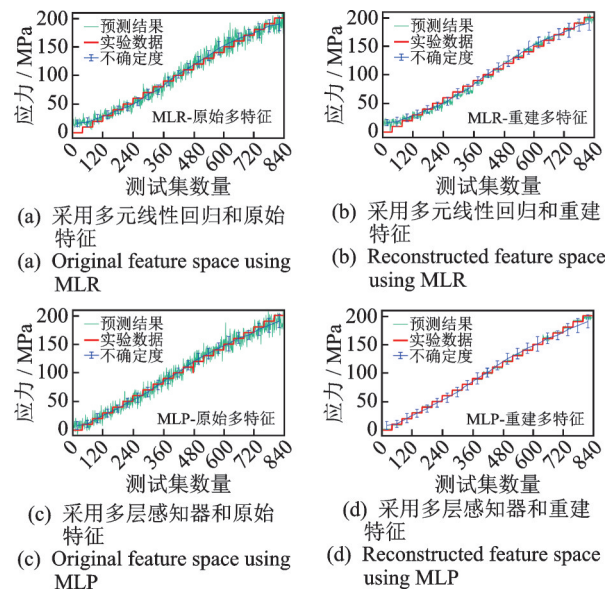 200
150
100
50
0
应力 / MPa
预测结果
实验数据
不确定度
MLR-原始多特征
0 120 240 360 480 600 720 840
测试集数量
(a) 采用多元线性回归和原始
特征
(a) Original feature space using
MLR
200
150
100
50
0
应力 / MPa
预测结果
实验数据
不确定度
MLR-重建多特征
0 120 240 360 480 600 720 840
测试集数量
(b) 采用多元线性回归和重建
特征
(b) Reconstructed feature space
using MLR
200
150
100
50
0
应力 / MPa
预测结果
实验数据
不确定度
MLP-原始多特征
0 120 240 360 480 600 720 840
测试集数量
(c) 采用多层感知器和原始
特征
(c) Original feature space using
MLP
200
150
100
50
0
应力 / MPa
预测结果
实验数据
不确定度
MLP-重建多特征
0 120 240 360 480 600 720 840
测试集数量
(d) 采用多层感知器和重建
特征
(d) Reconstructed feature space
using MLP